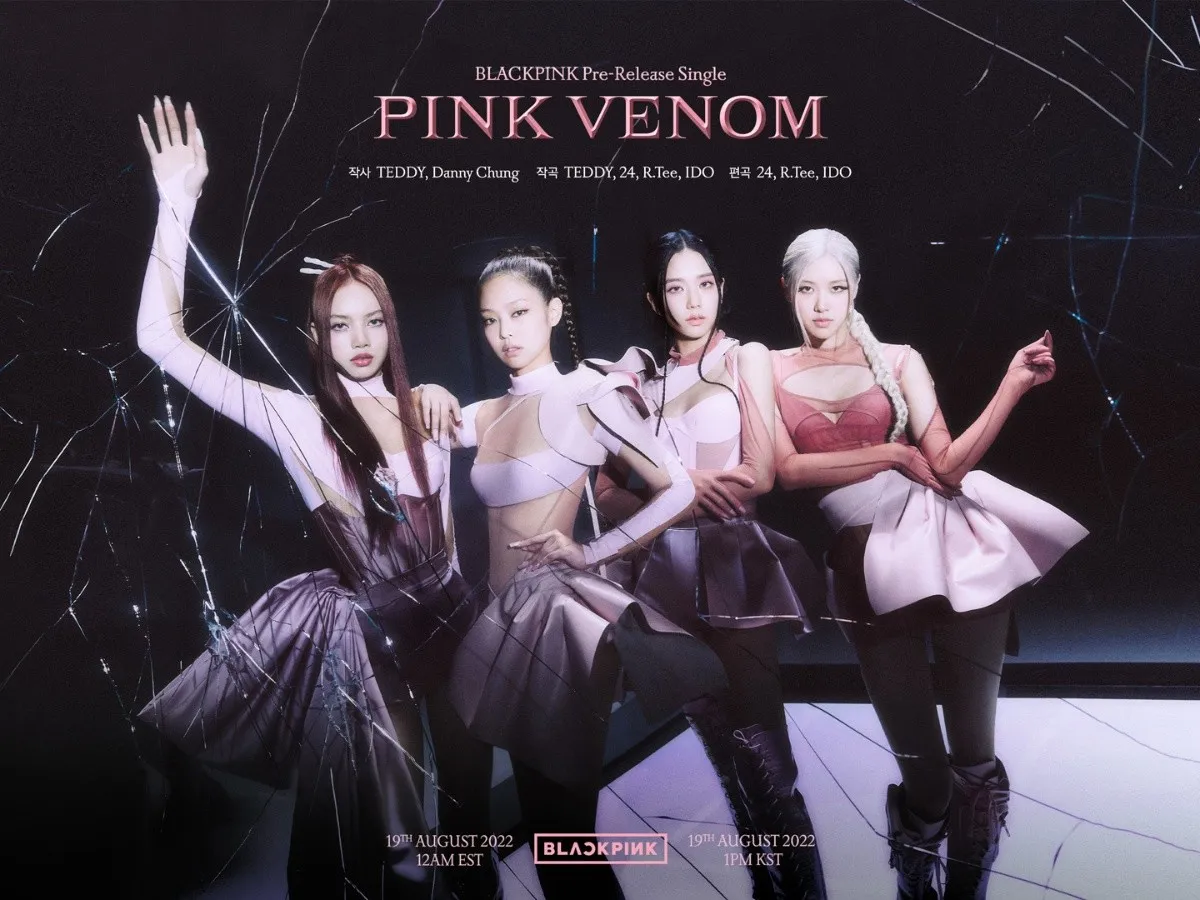 BLACKPINK Pre-Release Single
PINK VENOM
작사 TEDDY, Danny Chung 작곡 TEDDY, 24, R.Tee, IDO 편곡 24, R.Tee, IDO
19TH AUGUST 2022
12AM EST
BLACKPINK
19TH AUGUST 2022
1PM KST